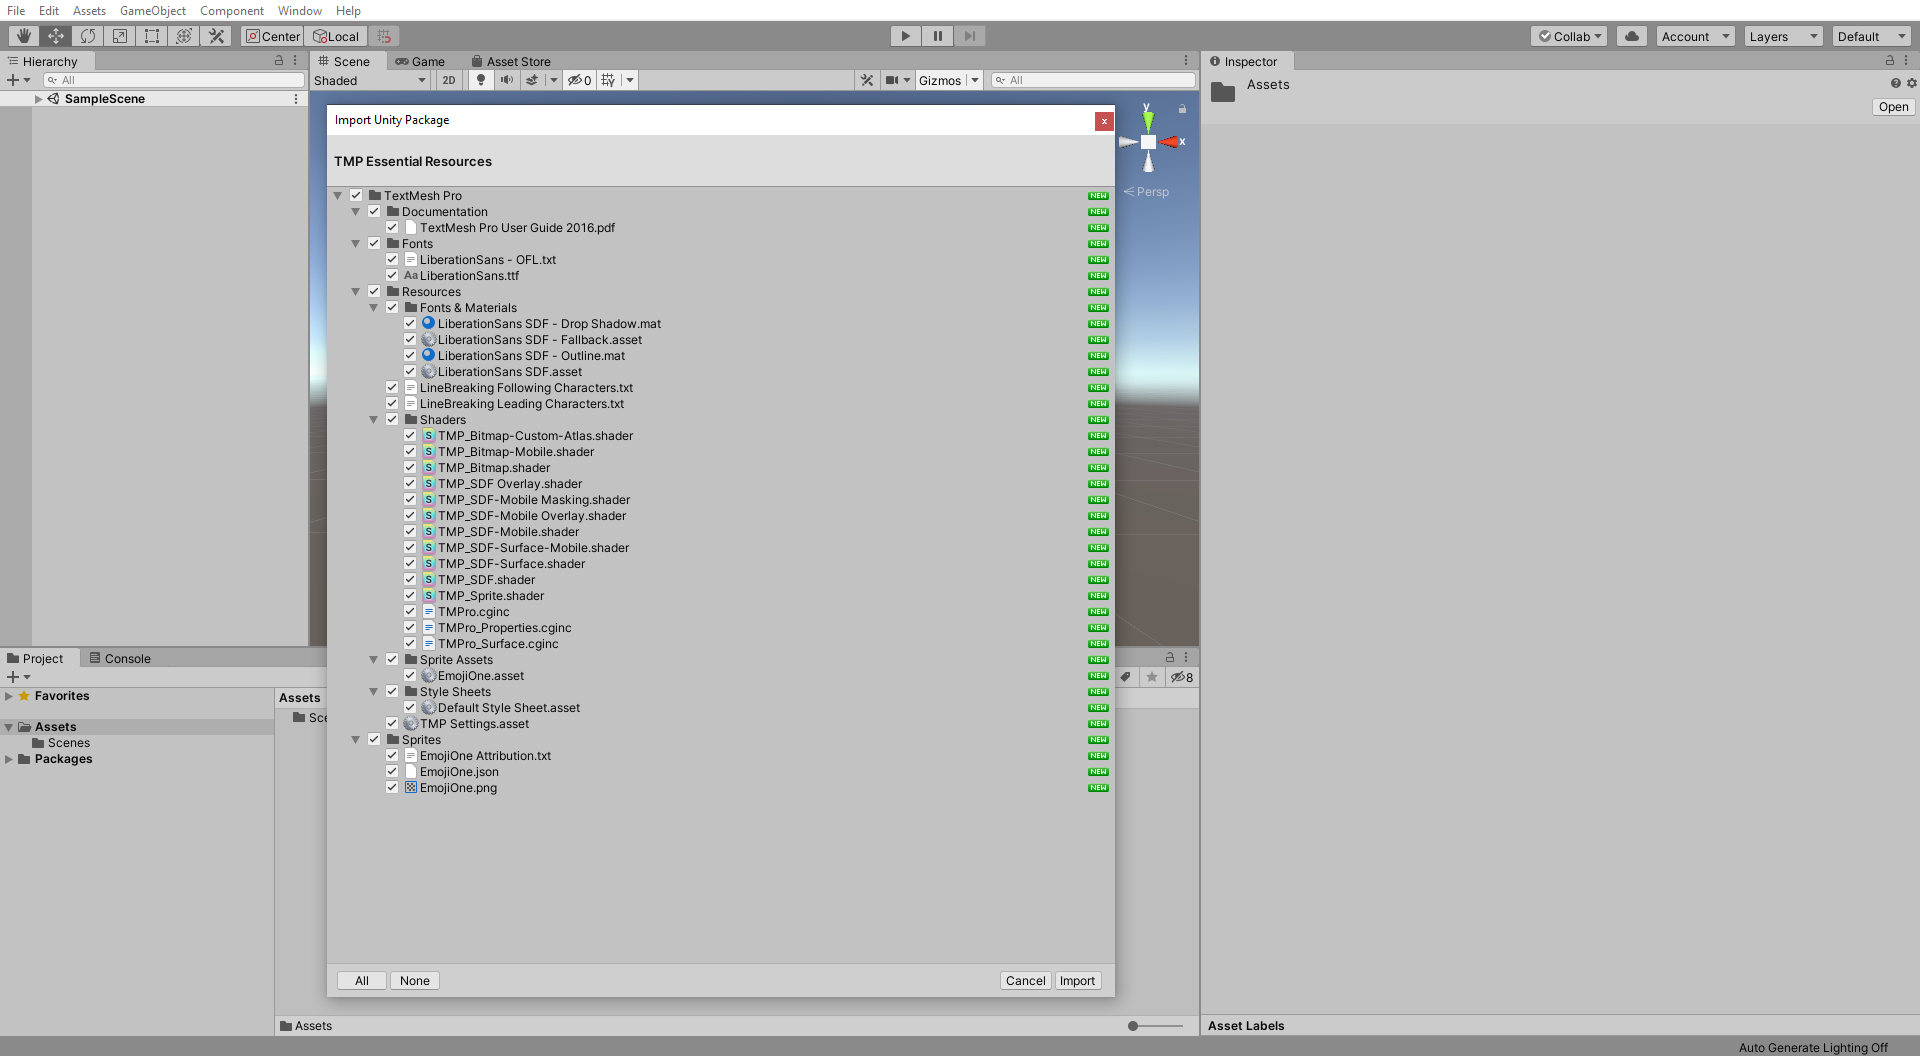 File Edit Assets GameObject Component Window Help
Center Local Collab Account Layers Default
Hierarchy
All
SampleScene
Scene Game Asset Store
Shaded 2D 0 Gizmos All
y
x
Persp
Inspector
Assets
Open
Import Unity Package
x
TMP Essential Resources
TextMesh Pro NEW
Documentation NEW
TextMesh Pro User Guide 2016.pdf NEW
Fonts NEW
LiberationSans - OFL.txt NEW
Aa LiberationSans.ttf NEW
Resources NEW
Fonts & Materials NEW
LiberationSans SDF - Drop Shadow.mat NEW
LiberationSans SDF - Fallback.asset NEW
LiberationSans SDF - Outline.mat NEW
LiberationSans SDF.asset NEW
LineBreaking Following Characters.txt NEW
LineBreaking Leading Characters.txt NEW
Shaders NEW
S TMP_Bitmap-Custom-Atlas.shader NEW
S TMP_Bitmap-Mobile.shader NEW
S TMP_Bitmap.shader NEW
S TMP_SDF Overlay.shader NEW
S TMP_SDF-Mobile Masking.shader NEW
S TMP_SDF-Mobile Overlay.shader NEW
S TMP_SDF-Mobile.shader NEW
S TMP_SDF-Surface-Mobile.shader NEW
S TMP_SDF-Surface.shader NEW
S TMP_SDF.shader NEW
S TMP_Sprite.shader NEW
TMPro.cginc NEW
TMPro_Properties.cginc NEW
TMPro_Surface.cginc NEW
Sprite Assets NEW
EmojiOne.asset NEW
Style Sheets NEW
Default Style Sheet.asset NEW
TMP Settings.asset NEW
Sprites NEW
EmojiOne Attribution.txt NEW
EmojiOne.json NEW
EmojiOne.png NEW
All None Cancel Import
Project Console
8
Favorites
Assets
Scenes
Packages
Assets
Sce
Assets
Asset Labels
Auto Generate Lighting Off